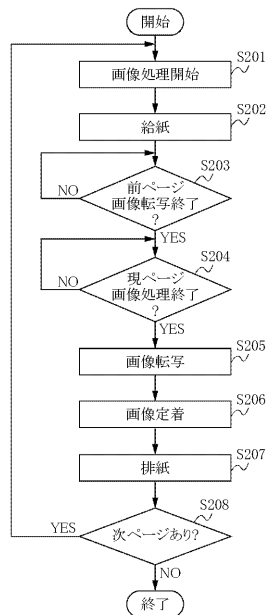 開始
S201
画像処理開始
S202
給紙
S203
前ページ
画像転写終了
?
NO
YES
S204
現ページ
画像処理終了
?
NO
YES
S205
画像転写
S206
画像定着
S207
排紙
S208
次ページあり?
YES
NO
終了